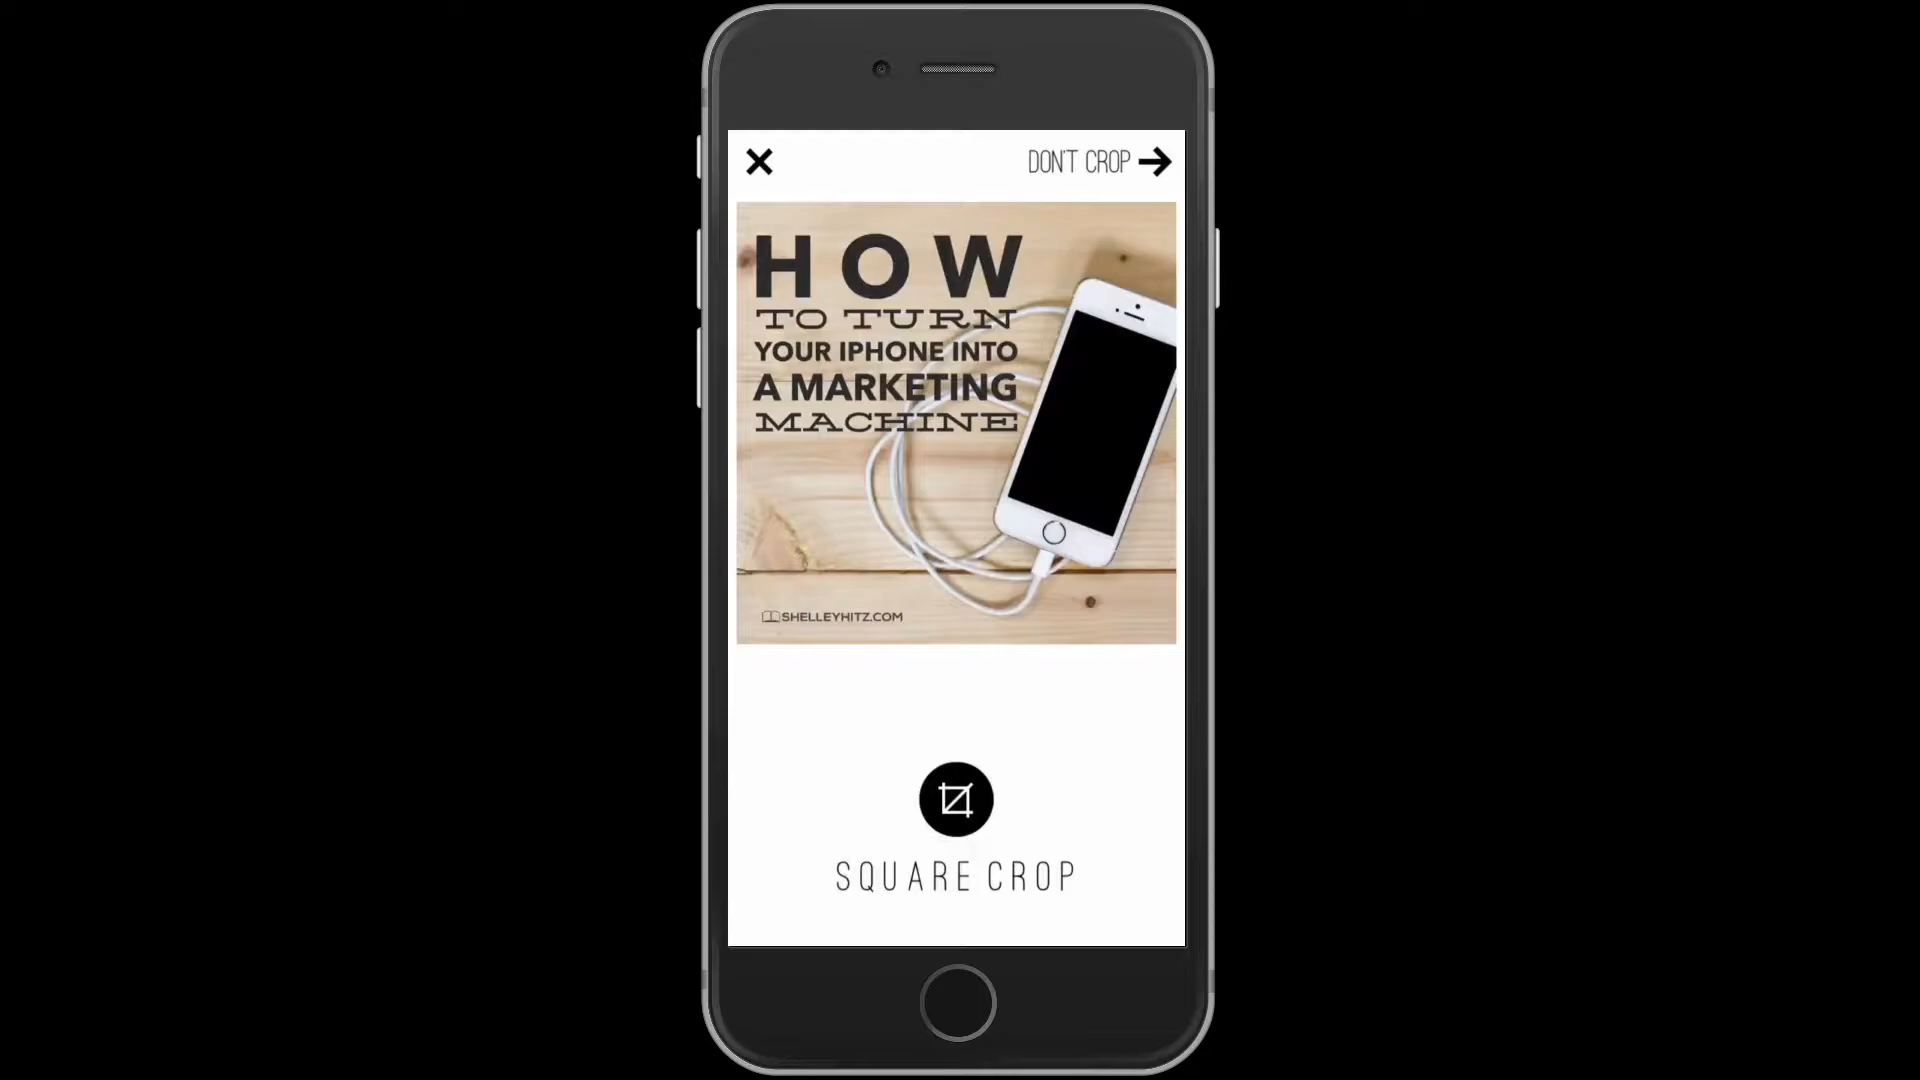 DON'T CROP
HOW
TO TURN
YOUR IPHONE INTO
A MARKETING
MACHINE
SHELLEYHITZ.COM
SQUARE CROP